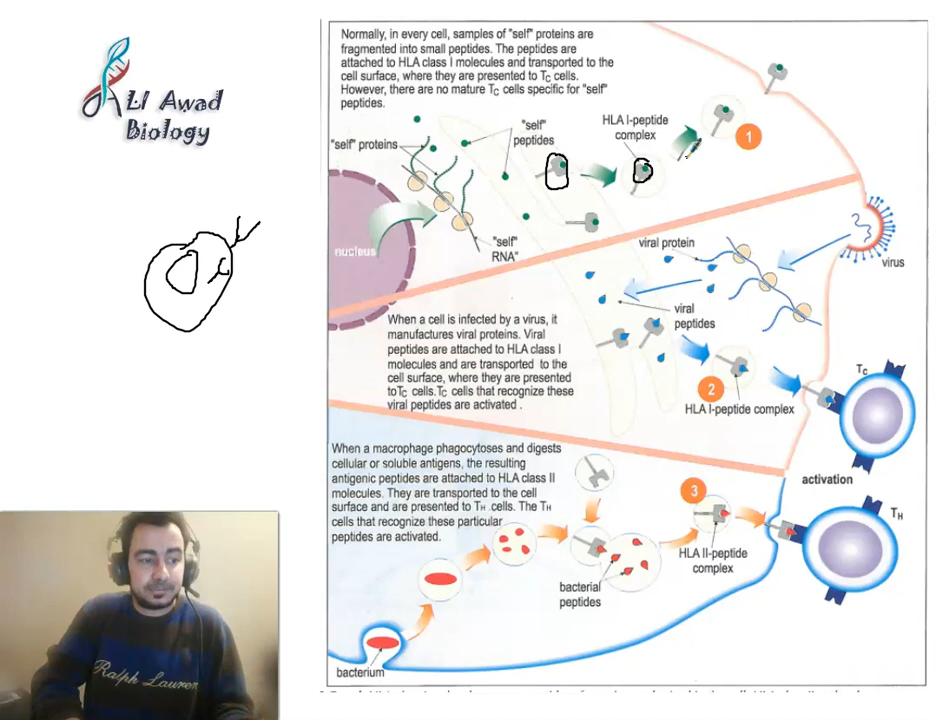 ALI Awad
Biology
Normally, in every cell, samples of "self" proteins are
fragmented into small peptides. The peptides are
attached to HLA class I molecules and transported to the
cell surface, where they are presented to Tc cells.
However, there are no mature Tc cells specific for "self"
peptides.
"self" proteins
"self"
peptides
HLA I-peptide
complex
1
nucleus
"self"
RNA"
viral protein
virus
viral
peptides
When a cell is infected by a virus, it
manufactures viral proteins. Viral
peptides are attached to HLA class I
molecules and are transported to the
cell surface, where they are presented
toTc cells.Tc cells that recognize these
viral peptides are activated .
2
HLA I-peptide complex
Tc
activation
When a macrophage phagocytoses and digests
cellular or soluble antigens, the resulting
antigenic peptides are attached to HLA class II
molecules. They are transported to the cell
surface and are presented to TH cells. The TH
cells that recognize these particular
peptides are activated.
3
TH
HLA II-peptide
complex
bacterial
peptides
bacterium
Ralph Lauren